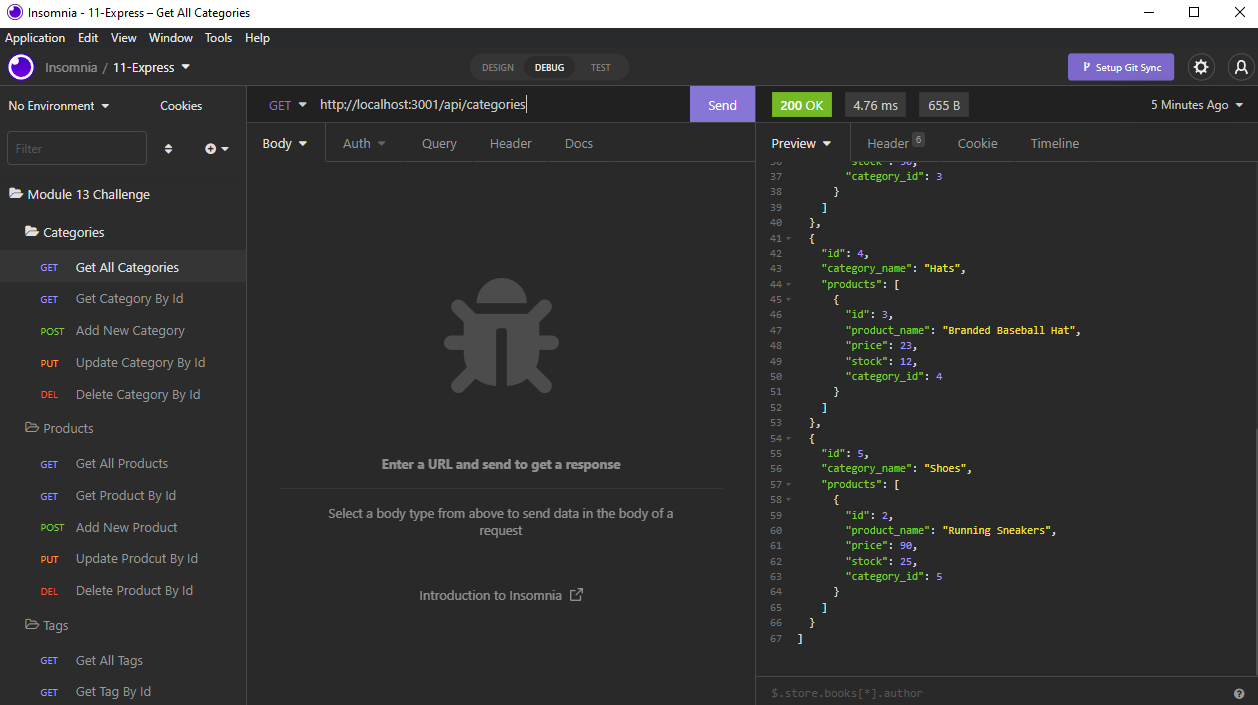 Insomnia - 11-Express – Get All Categories
Application Edit View Window Tools Help
Insomnia / 11-Express
DESIGN DEBUG TEST
Setup Git Sync
No Environment Cookies
GET http://localhost:3001/api/categories Send
200 OK 4.76 ms 655 B 5 Minutes Ago
Filter
Body Auth Query Header Docs
Preview Header 6 Cookie Timeline
Module 13 Challenge
Categories
GET Get All Categories
GET Get Category By Id
POST Add New Category
PUT Update Category By Id
DEL Delete Category By Id
Products
GET Get All Products
GET Get Product By Id
POST Add New Product
PUT Update Prodcut By Id
DEL Delete Product By Id
Tags
GET Get All Tags
GET Get Tag By Id
Enter a URL and send to get a response
Select a body type from above to send data in the body of a
request
Introduction to Insomnia
37 "category_id": 3
38 }
39 ]
40 },
41 {
42 "id": 4,
43 "category_name": "Hats",
44 "products": [
45 {
46 "id": 3,
47 "product_name": "Branded Baseball Hat",
48 "price": 23,
49 "stock": 12,
50 "category_id": 4
51 }
52 ]
53 },
54 {
55 "id": 5,
56 "category_name": "Shoes",
57 "products": [
58 {
59 "id": 2,
60 "product_name": "Running Sneakers",
61 "price": 90,
62 "stock": 25,
63 "category_id": 5
64 }
65 ]
66 }
67 ]
$.store.books[*].author